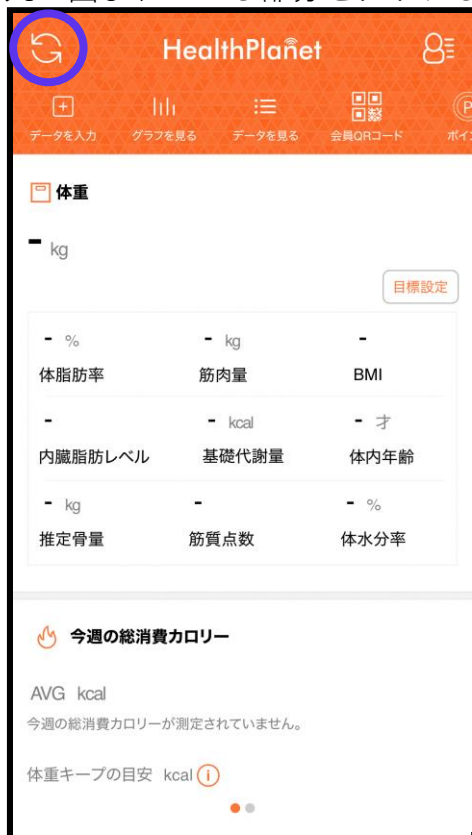 HealthPlanet
データを入力 グラフを見る データを見る 会員QRコード
体重
- kg
目標設定
- % - kg -
体脂肪率 筋肉量 BMI
- - kcal - 才
内臓脂肪レベル 基礎代謝量 体内年齢
- kg - - %
推定骨量 筋質点数 体水分率
今週の総消費カロリー
AVG kcal
今週の総消費カロリーが測定されていません。
体重キープの目安 kcal i